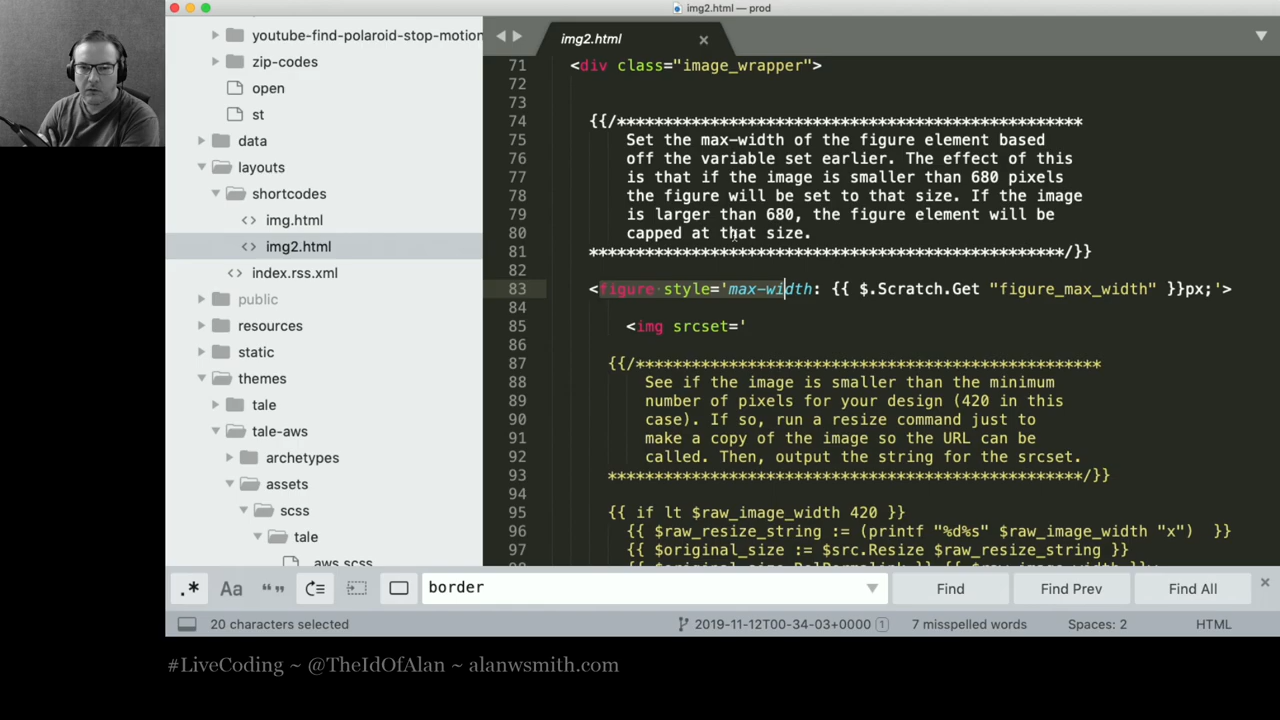 img2.html — prod
youtube-find-polaroid-stop-motion
zip-codes
open
st
data
layouts
shortcodes
<> img.html
<> img2.html
<> index.rss.xml
public
resources
static
themes
tale
tale-aws
archetypes
assets
scss
tale
aws.scss
img2.html
71 <div class="image_wrapper">
72
73
74 {{/**************************************************
75 Set the max-width of the figure element based
76 off the variable set earlier. The effect of this
77 is that if the image is smaller than 680 pixels
78 the figure will be set to that size. If the image
79 is larger than 680, the figure element will be
80 capped at that size.
81 ***************************************************/}}
82
83 <figure style='max-width: {{ $.Scratch.Get "figure_max_width" }}px;'>
84
85 <img srcset='
86
87 {{/**************************************************
88 See if the image is smaller than the minimum
89 number of pixels for your design (420 in this
90 case). If so, run a resize command just to
91 make a copy of the image so the URL can be
92 called. Then, output the string for the srcset.
93 ***************************************************/}}
94
95 {{ if lt $raw_image_width 420 }}
96 {{ $raw_resize_string := (printf "%d%s" $raw_image_width "x") }}
97 {{ $original_size := $src.Resize $raw_resize_string }}
.* Aa “” border Find Find Prev Find All
20 characters selected 2019-11-12T00-34-03+0000 1 7 misspelled words Spaces: 2 HTML
#LiveCoding ~ @TheIdOfAlan ~ alanwsmith.com